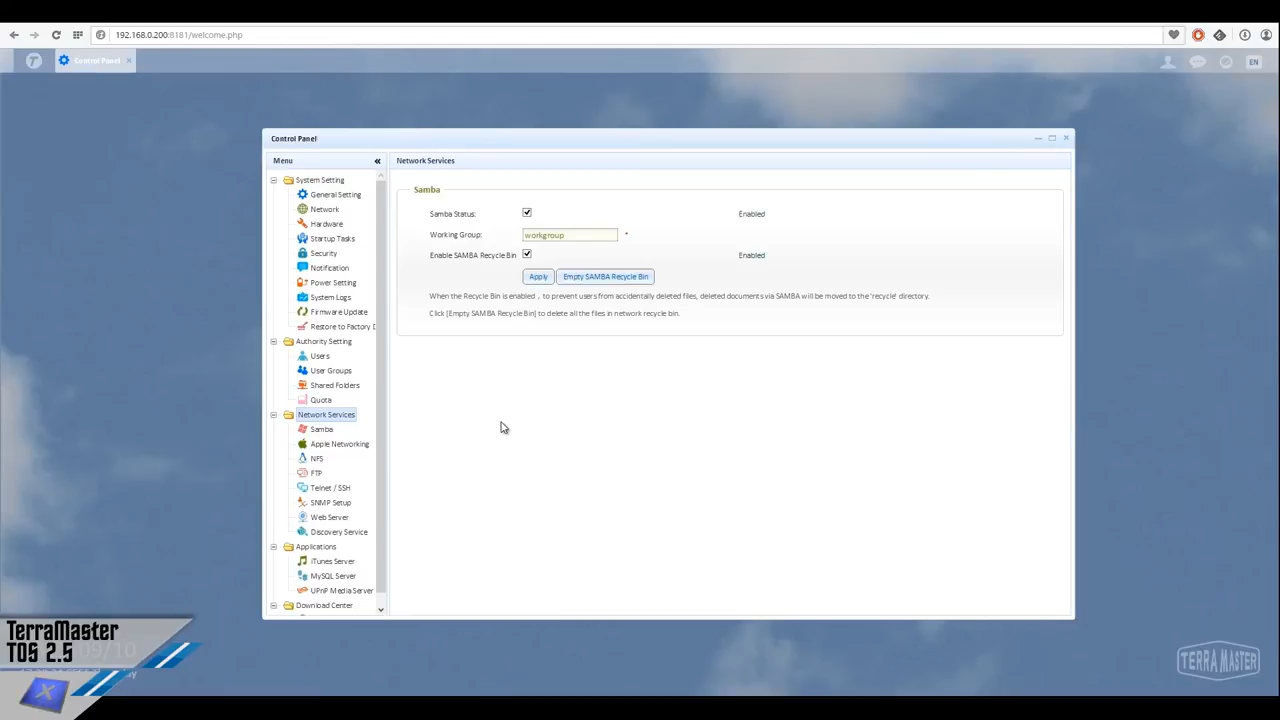 192.168.0.200:8181/welcome.php
Control Panel
EN
Control Panel
Menu
Network Services
System Setting
General Setting
Network
Hardware
Startup Tasks
Security
Notification
Power Setting
System Logs
Firmware Update
Restore to Factory D
Authority Setting
Users
User Groups
Shared Folders
Quota
Network Services
Samba
Apple Networking
NFS
FTP
Telnet / SSH
SNMP Setup
Web Server
Discovery Service
Applications
iTunes Server
MySQL Server
UPnP Media Server
Download Center
Samba
Samba Status:
Enabled
Working Group:
workgroup
*
Enable SAMBA Recycle Bin
Enabled
Apply
Empty SAMBA Recycle Bin
When the Recycle Bin is enabled , to prevent users from accidentally deleted files, deleted documents via SAMBA will be moved to the 'recycle' directory.
Click [Empty SAMBA Recycle Bin] to delete all the files in network recycle bin.
TerraMaster
TOS 2.5
09/10
TERRA MASTER